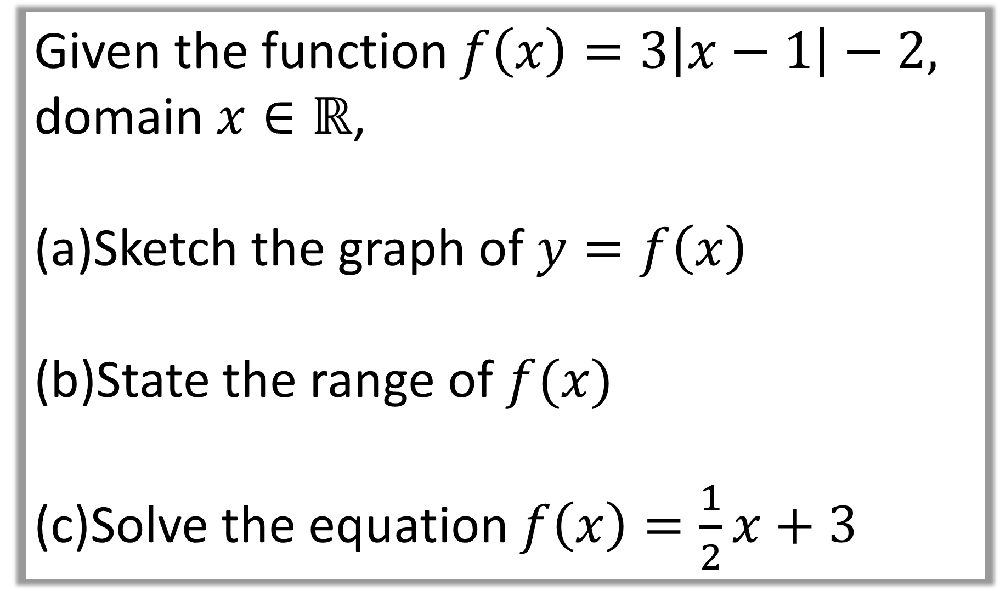 Given the function f(x) = 3|x − 1| − 2,
domain x ∈ ℝ,
(a)Sketch the graph of y = f(x)
(b)State the range of f(x)
(c)Solve the equation f(x) = 1/2 x + 3